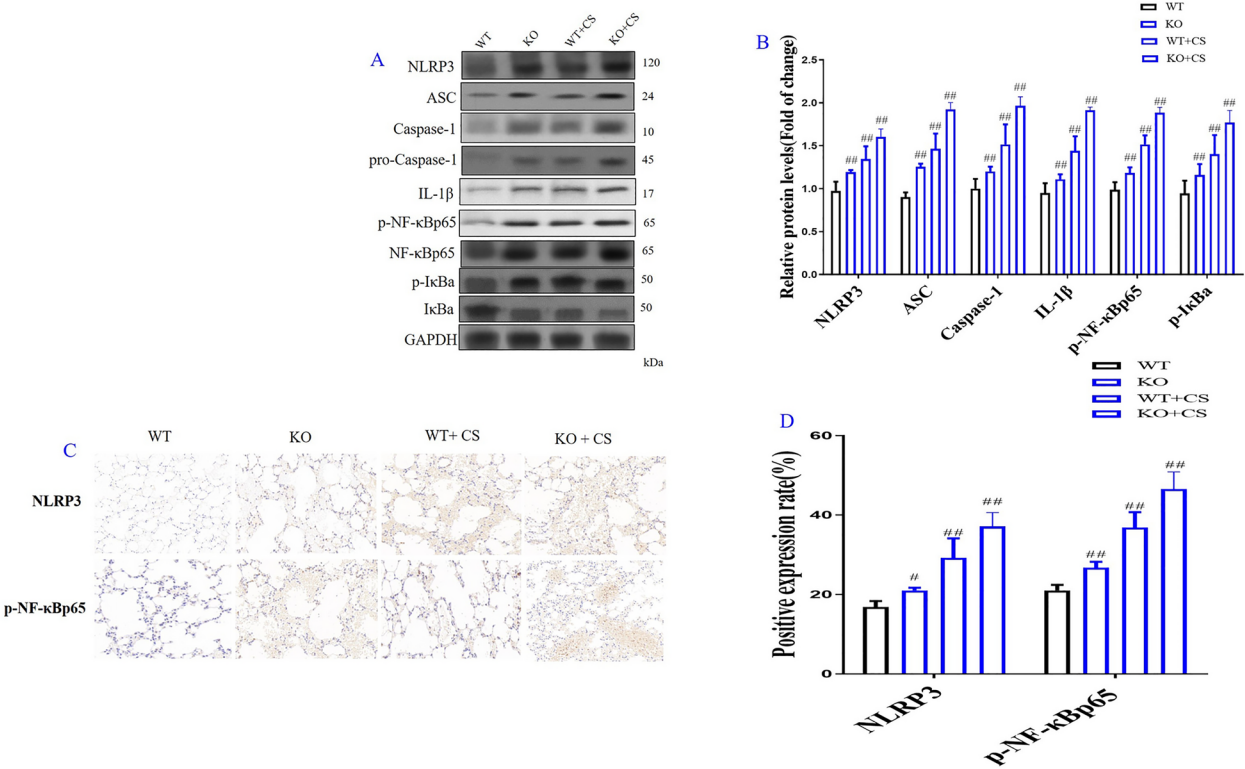 A
WT KO WT+CS KO+CS
NLRP3 120
ASC 24
Caspase-1 10
pro-Caspase-1 45
IL-1β 17
p-NF-κBp65 65
NF-κBp65 65
p-IκBa 50
IκBa 50
GAPDH
kDa
B
WT
KO
WT+CS
KO+CS
Relative protein levels(Fold of change)
2.5
2.0
1.5
1.0
0.5
0.0
## ## ##
## ## ##
## ## ##
## ## ##
## ## ##
## ## ##
NLRP3 ASC Caspase-1 IL-1β p-NF-κBp65 p-IκBa
C
WT KO WT+ CS KO + CS
NLRP3
p-NF-κBp65
D
WT
KO
WT+CS
KO+CS
Positive expression rate(%)
60
40
20
0
# ## ##
## ## ##
NLRP3 p-NF-κBp65